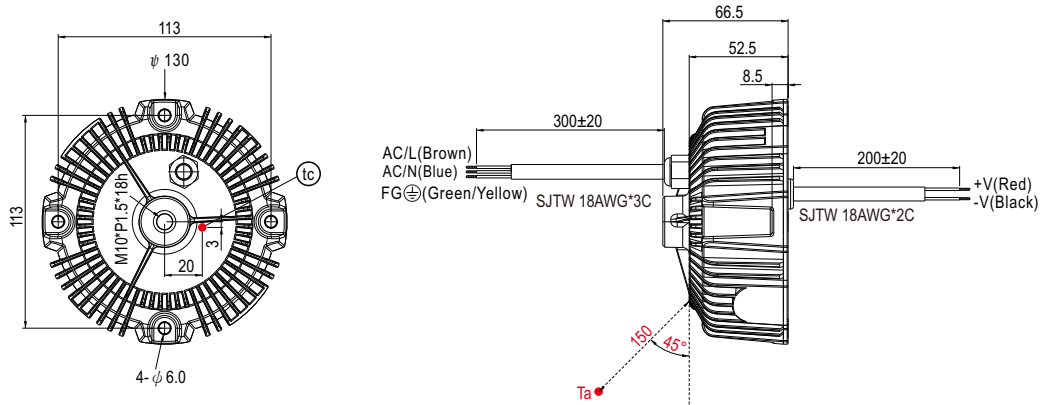 113
ψ 130
113
tc
M10*P1.5*18h
3
20
4- ϕ 6.0
66.5
52.5
8.5
300±20
AC/L(Brown)
AC/N(Blue)
FG⏚(Green/Yellow)
SJTW 18AWG*3C
200±20
+V(Red)
-V(Black)
SJTW 18AWG*2C
150
45°
Ta